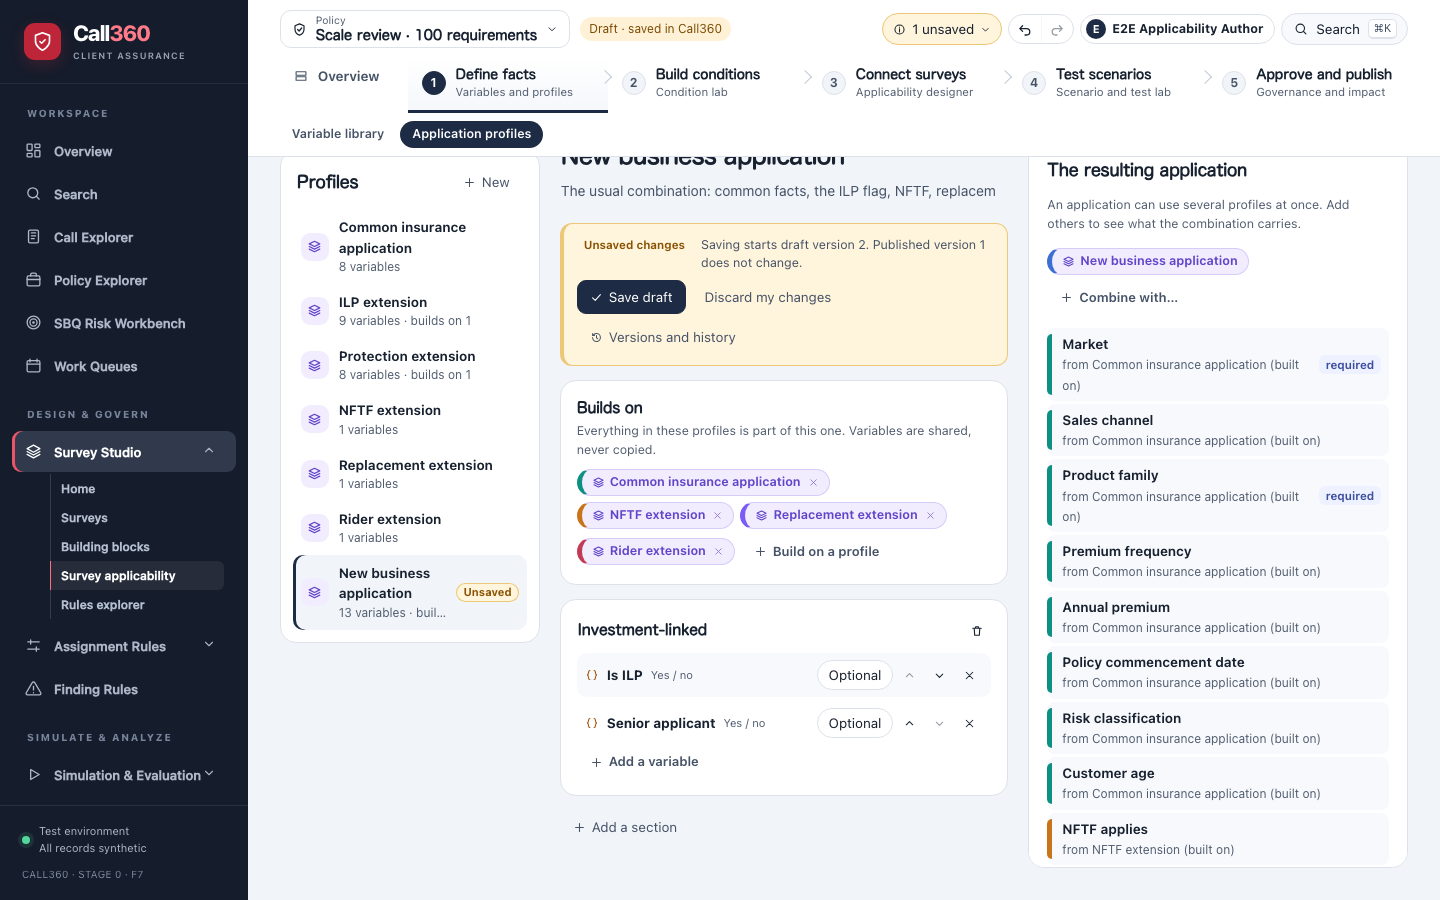 Call360
CLIENT ASSURANCE
WORKSPACE
Overview
Search
Call Explorer
Policy Explorer
SBQ Risk Workbench
Work Queues
DESIGN & GOVERN
Survey Studio
Home
Surveys
Building blocks
Survey applicability
Rules explorer
Assignment Rules
Finding Rules
SIMULATE & ANALYZE
Simulation & Evaluation
Test environment
All records synthetic
CALL360 · STAGE 0 · F7
Policy
Scale review · 100 requirements
Draft · saved in Call360
1 unsaved
E
E2E Applicability Author
Search
⌘K
Overview
1
Define facts
Variables and profiles
2
Build conditions
Condition lab
3
Connect surveys
Applicability designer
4
Test scenarios
Scenario and test lab
5
Approve and publish
Governance and impact
Variable library
Application profiles
Profiles
New
Common insurance
application
8 variables
ILP extension
9 variables · builds on 1
Protection extension
8 variables · builds on 1
NFTF extension
1 variables
Replacement extension
1 variables
Rider extension
1 variables
New business
application
13 variables · buil...
Unsaved
New business application
The usual combination: common facts, the ILP flag, NFTF, replacem
Unsaved changes
Saving starts draft version 2. Published version 1
does not change.
Save draft
Discard my changes
Versions and history
Builds on
Everything in these profiles is part of this one. Variables are shared,
never copied.
Common insurance application
NFTF extension
Replacement extension
Rider extension
Build on a profile
Investment-linked
{} Is ILP Yes / no
Optional
{} Senior applicant Yes / no
Optional
Add a variable
Add a section
The resulting application
An application can use several profiles at once. Add
others to see what the combination carries.
New business application
Combine with...
Market
from Common insurance application (built
on)
required
Sales channel
from Common insurance application (built on)
Product family
from Common insurance application (built
on)
required
Premium frequency
from Common insurance application (built on)
Annual premium
from Common insurance application (built on)
Policy commencement date
from Common insurance application (built on)
Risk classification
from Common insurance application (built on)
Customer age
from Common insurance application (built on)
NFTF applies
from NFTF extension (built on)